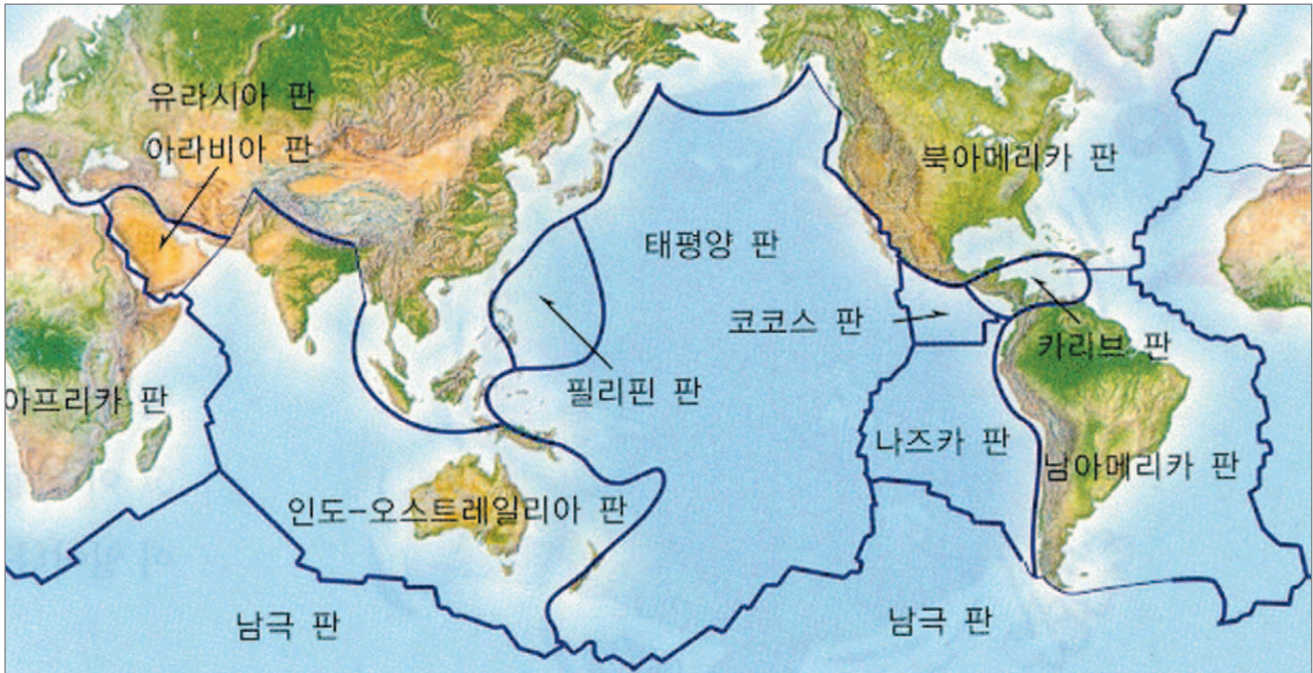 유라시아 판
아라비아 판
북아메리카 판
태평양 판
코코스 판
카리브 판
필리핀 판
아프리카 판
나즈카 판
남아메리카 판
인도-오스트레일리아 판
남극 판
남극 판